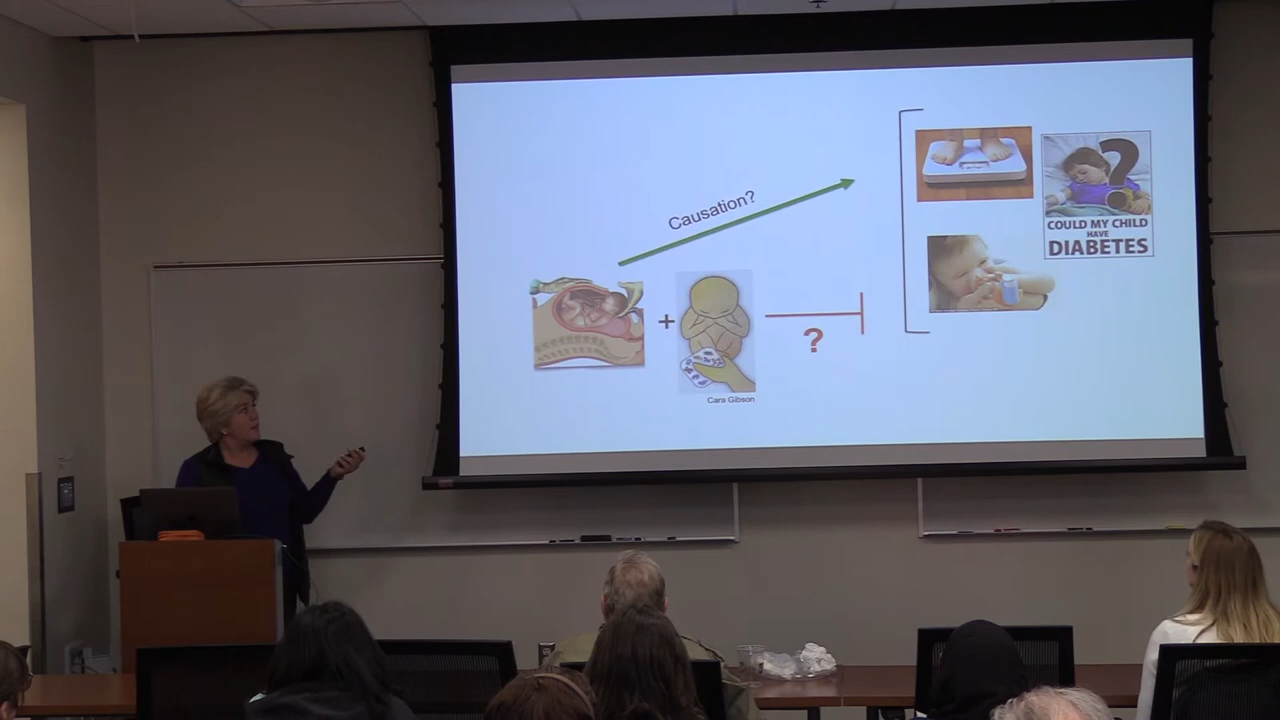 Causation?
+
?
Cara Gibson
?
COULD MY CHILD
HAVE
DIABETES